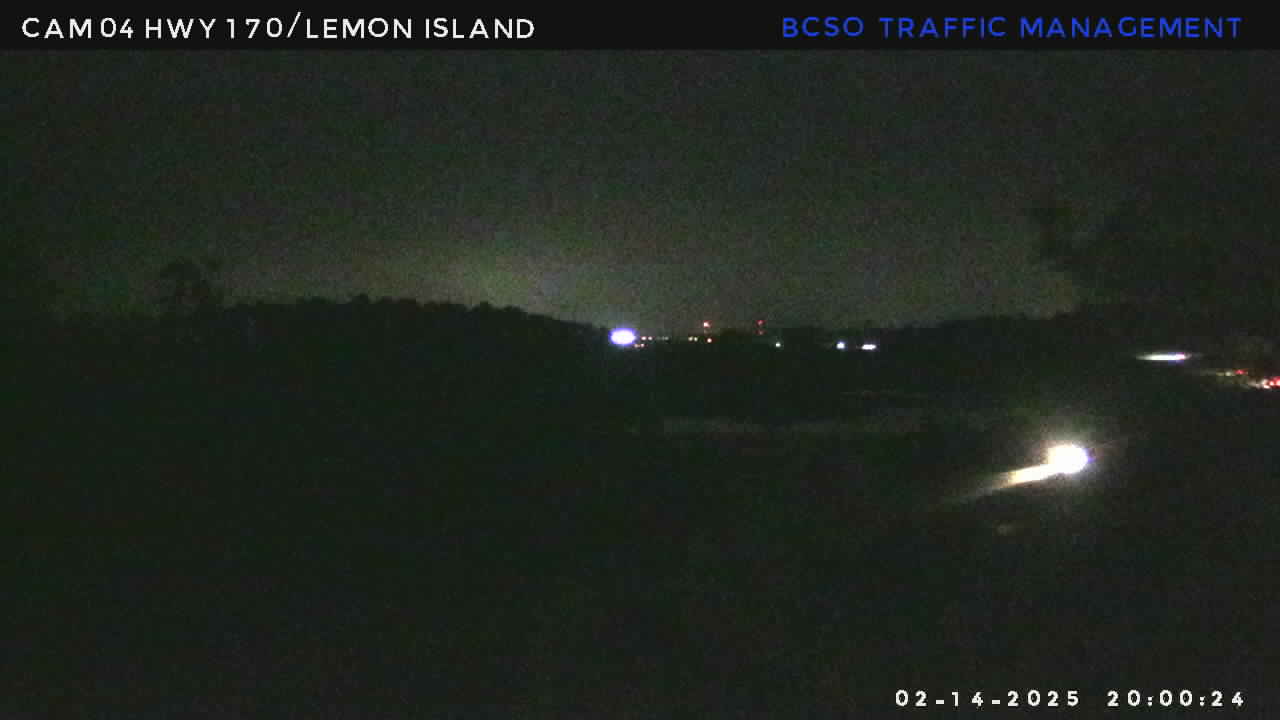 CAM04 HWY 170/LEMON ISLAND
BCSO TRAFFIC MANAGEMENT
02-14-2025 20:00:24